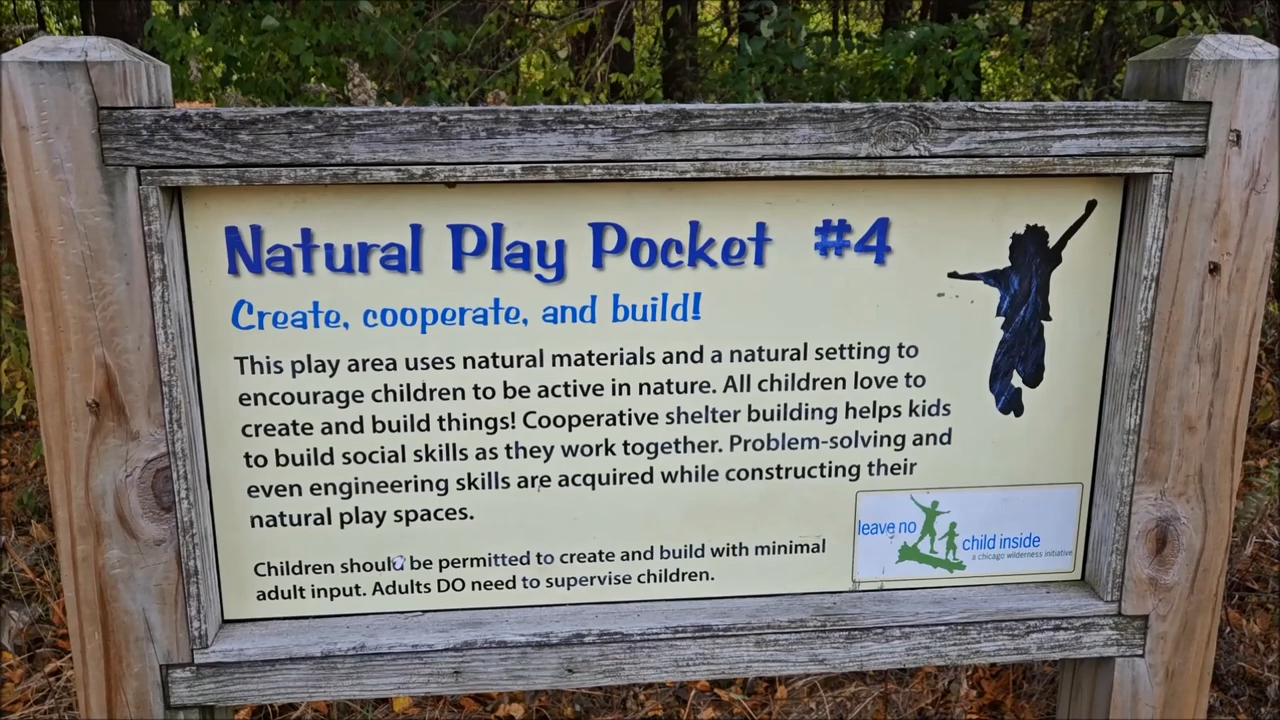 Natural Play Pocket #4
Create, cooperate, and build!
This play area uses natural materials and a natural setting to
encourage children to be active in nature. All children love to
create and build things! Cooperative shelter building helps kids
to build social skills as they work together. Problem-solving and
even engineering skills are acquired while constructing their
natural play spaces.
Children should be permitted to create and build with minimal
adult input. Adults DO need to supervise children.
leave no
child inside
a chicago wilderness initiative